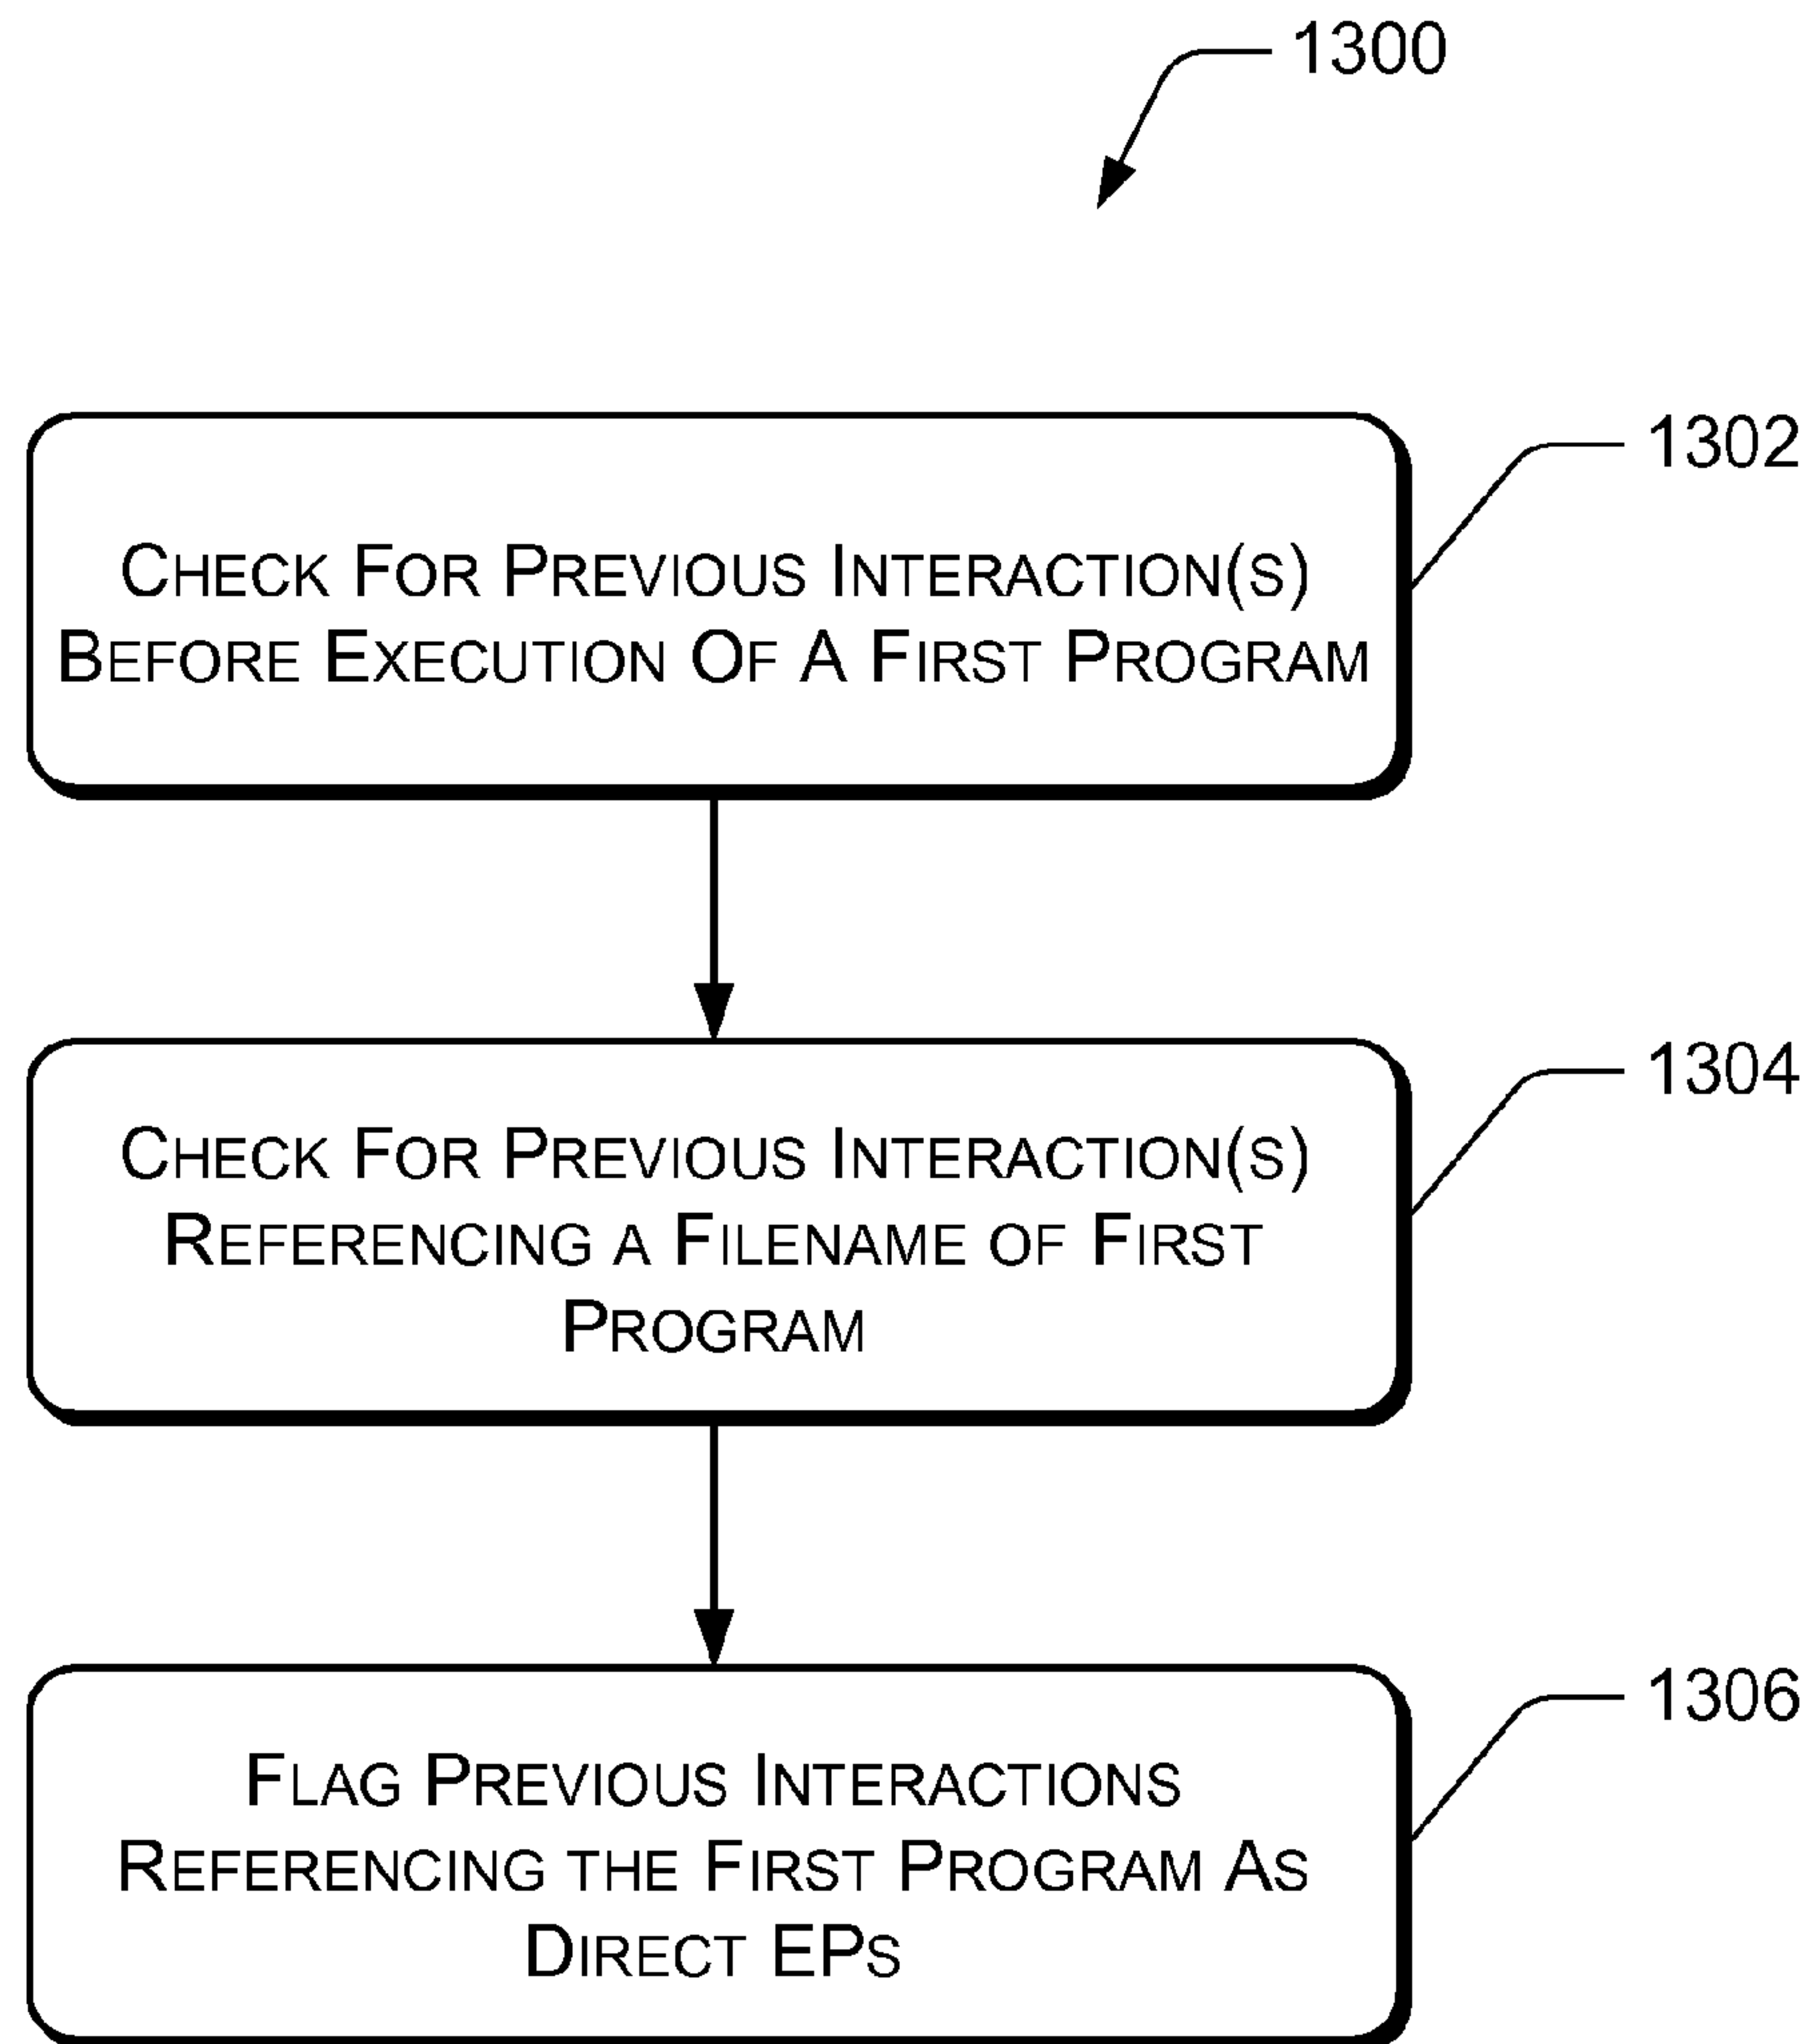 1300
1302
Check For Previous Interaction(s)
Before Execution Of A First Program
1304
Check For Previous Interaction(s)
Referencing a Filename of First
Program
1306
Flag Previous Interactions
Referencing the First Program As
Direct EPs